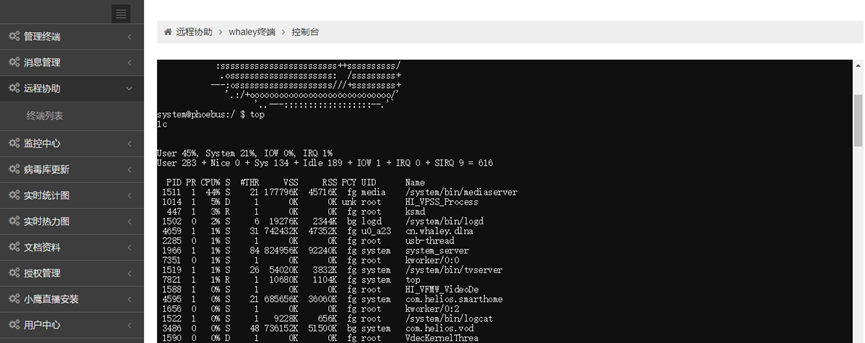 管理终端
消息管理
远程协助
终端列表
监控中心
病毒库更新
实时统计图
实时热力图
文档资料
授权管理
小鹰直播安装
用户中心
远程协助 > whaley终端 > 控制台
:sssssssssssssssssssssssss++ssssssssss/
.osssssssssssssssssssss: /sssssssss+
---:osssssssssssssssssssss///+sssssssss+
'.:/+oooooooooooooooooooooooooooooo/'
'..---:::::::::::::::::::--.'`
system@phoebus:/ $ top
lc
User 45%, System 21%, IOW 0%, IRQ 1%
User 283 + Nice 0 + Sys 134 + Idle 189 + IOW 1 + IRQ 0 + SIRQ 9 = 616
PID PR CPU% S #THR VSS RSS PCY UID Name
1511 1 44% S 21 177796K 45716K fg media /system/bin/mediaserver
1014 1 5% D 1 0K 0K unk root HI_VPSS_Process
447 1 3% R 1 0K 0K fg root ksmd
1502 0 2% S 6 19276K 2344K bg logd /system/bin/logd
4659 1 1% S 31 742432K 47352K fg u0_a23 cn.whaley.dlna
2285 0 1% S 1 0K 0K fg root usb-thread
1966 1 1% S 84 824956K 92240K fg system system_server
7351 0 1% S 1 0K 0K fg root kworker/0:0
1519 1 1% S 26 54020K 3832K fg system /system/bin/tvserver
7821 1 1% R 1 10680K 1104K fg system top
1588 1 0% S 1 0K 0K fg root HI_VFMW_VideoDe
4595 1 0% S 21 685656K 36060K fg system com.helios.smarthome
1656 0 0% S 1 0K 0K fg root kworker/0:2
1522 1 0% S 1 9228K 656K fg root /system/bin/logcat
3486 0 0% S 48 736152K 51500K bg system com.helios.vod
1590 0 0% D 1 0K 0K fg root VdecKernelThrea